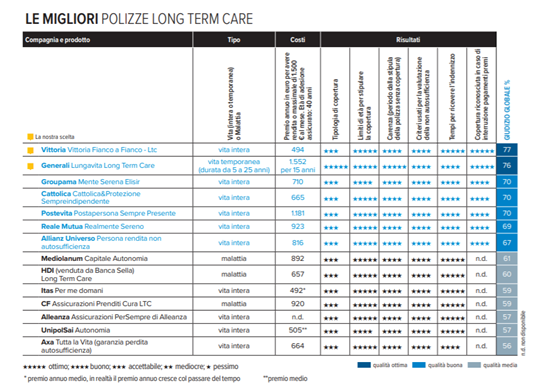 LE MIGLIORI POLIZZE LONG TERM CARE
Compagnia e prodotto Tipo Costi Risultati
La nostra scelta
Vita (intera o temporanea)
o Malattia
Premio annuo in euro per avere
rendita o massimale di 1.500
€ al mese. Età di adesione
assicurato: 40 anni
Tipologia di copertura
Limiti di età per stipulare
la copertura
Carenza (periodo dalla stipula
della polizza senza copertura)
Criteri usati per la valutazione
della non autosufficienza
Tempi per ricevere l'indennizzo
Copertura riconosciuta in caso di
interruzione pagamenti premi
GIUDIZIO GLOBALE %
Vittoria Vittoria Fianco a Fianco - Ltc vita intera 494 ★★★ ★★★★★ ★★★★ ★★★★ ★★★★★ ★★★★★ 77
Generali Lungavita Long Term Care vita temporanea (durata da 5 a 25 anni) 1.552 per 15 anni ★★★★★ ★★★★★ ★★★★ ★★★★ ★★★★ ★★★★★ 76
Groupama Mente Serena Elisir vita intera 710 ★★★ ★★★★ ★★★★ ★★★★ ★★★★ ★★★★ 70
Cattolica Cattolica&Protezione
Sempreindipendente vita intera 665 ★★★ ★★★★★ ★★★★ ★★★★ ★★★★ ★★★★ 70
Postevita Postapersona Sempre Presente vita intera 1.181 ★★★ ★★★★★ ★★★★ ★★★★ ★★★★ ★★★★ 70
Reale Mutua Realmente Sereno vita intera 923 ★★★ ★★★★ ★★★★ ★★★★ ★★★★ ★★★★ 69
Allianz Universo Persona rendita non
autosufficienza vita intera 816 ★★★ ★★★★★ ★★★★ ★★★★ ★★★★ ★★★★ 67
Mediolanum Capitale Autonomia malattia 892 ★★★ ★★★★★ ★★★★ ★★★★ ★★★★★ n.d. 61
HDI (venduta da Banca Sella)
Long Term Care malattia 657 ★★★ ★★★★★ ★★★★ ★★★★ ★★★★★ n.d. 60
Itas Per me domani vita intera 492* ★★★ ★★★★★ ★★★★ ★★★★ ★★★★ n.d. 59
CF Assicurazioni Prenditi Cura LTC malattia 920 ★★★ ★★★★★ ★★★★ ★★★★ ★★★★ n.d. 59
Alleanza Assicurazioni PerSempre di Alleanza vita intera n.d. ★★★ ★★★★★ ★★★★ ★★★★ ★★★★ n.d. 57
UnipolSai Autonomia vita intera 505** ★★★ ★★★★ ★★★★ ★★★★ ★★★★★ n.d. 57
Axa Tutta la Vita (garanzia perdita
autosufficienza) vita intera 664 ★★★ ★★★★★ ★★★★ ★★★★ ★★★★ n.d. 56
n.d. non disponibile
★★★★★ ottimo; ★★★★ buono; ★★★ accettabile; ★★ mediocre; ★ pessimo qualità ottima qualità buona qualità media
* premio annuo medio, in realtà il premio annuo cresce col passare del tempo **premio medio